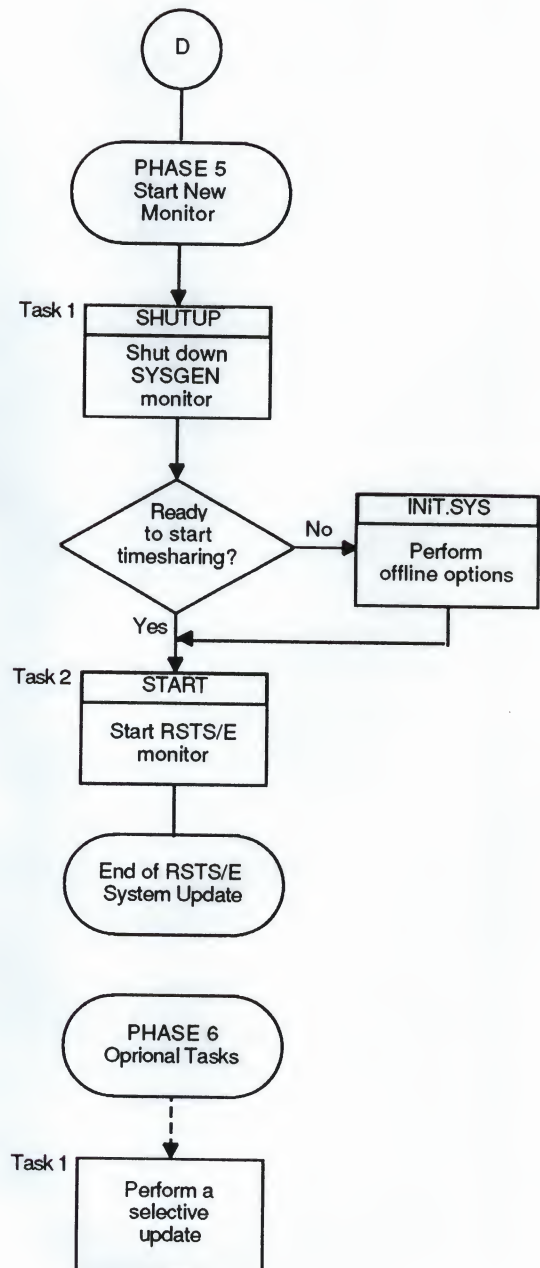 D
PHASE 5
Start New
Monitor
Task 1
SHUTUP
Shut down
SYSGEN
monitor
Ready
to start
timesharing?
No
INIT.SYS
Perform
offline options
Yes
Task 2
START
Start RSTS/E
monitor
End of RSTS/E
System Update
PHASE 6
Oprional Tasks
Task 1
Perform a
selective
update